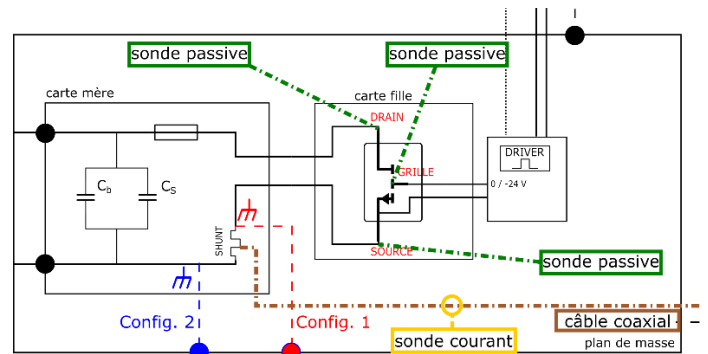 sonde passive
sonde passive
carte mère
carte fille
DRAIN
DRIVER
GRILLE
0 / -24 V
Cb
CS
SHUNT
SOURCE
sonde passive
Config. 2
Config. 1
câble coaxial
sonde courant
plan de masse